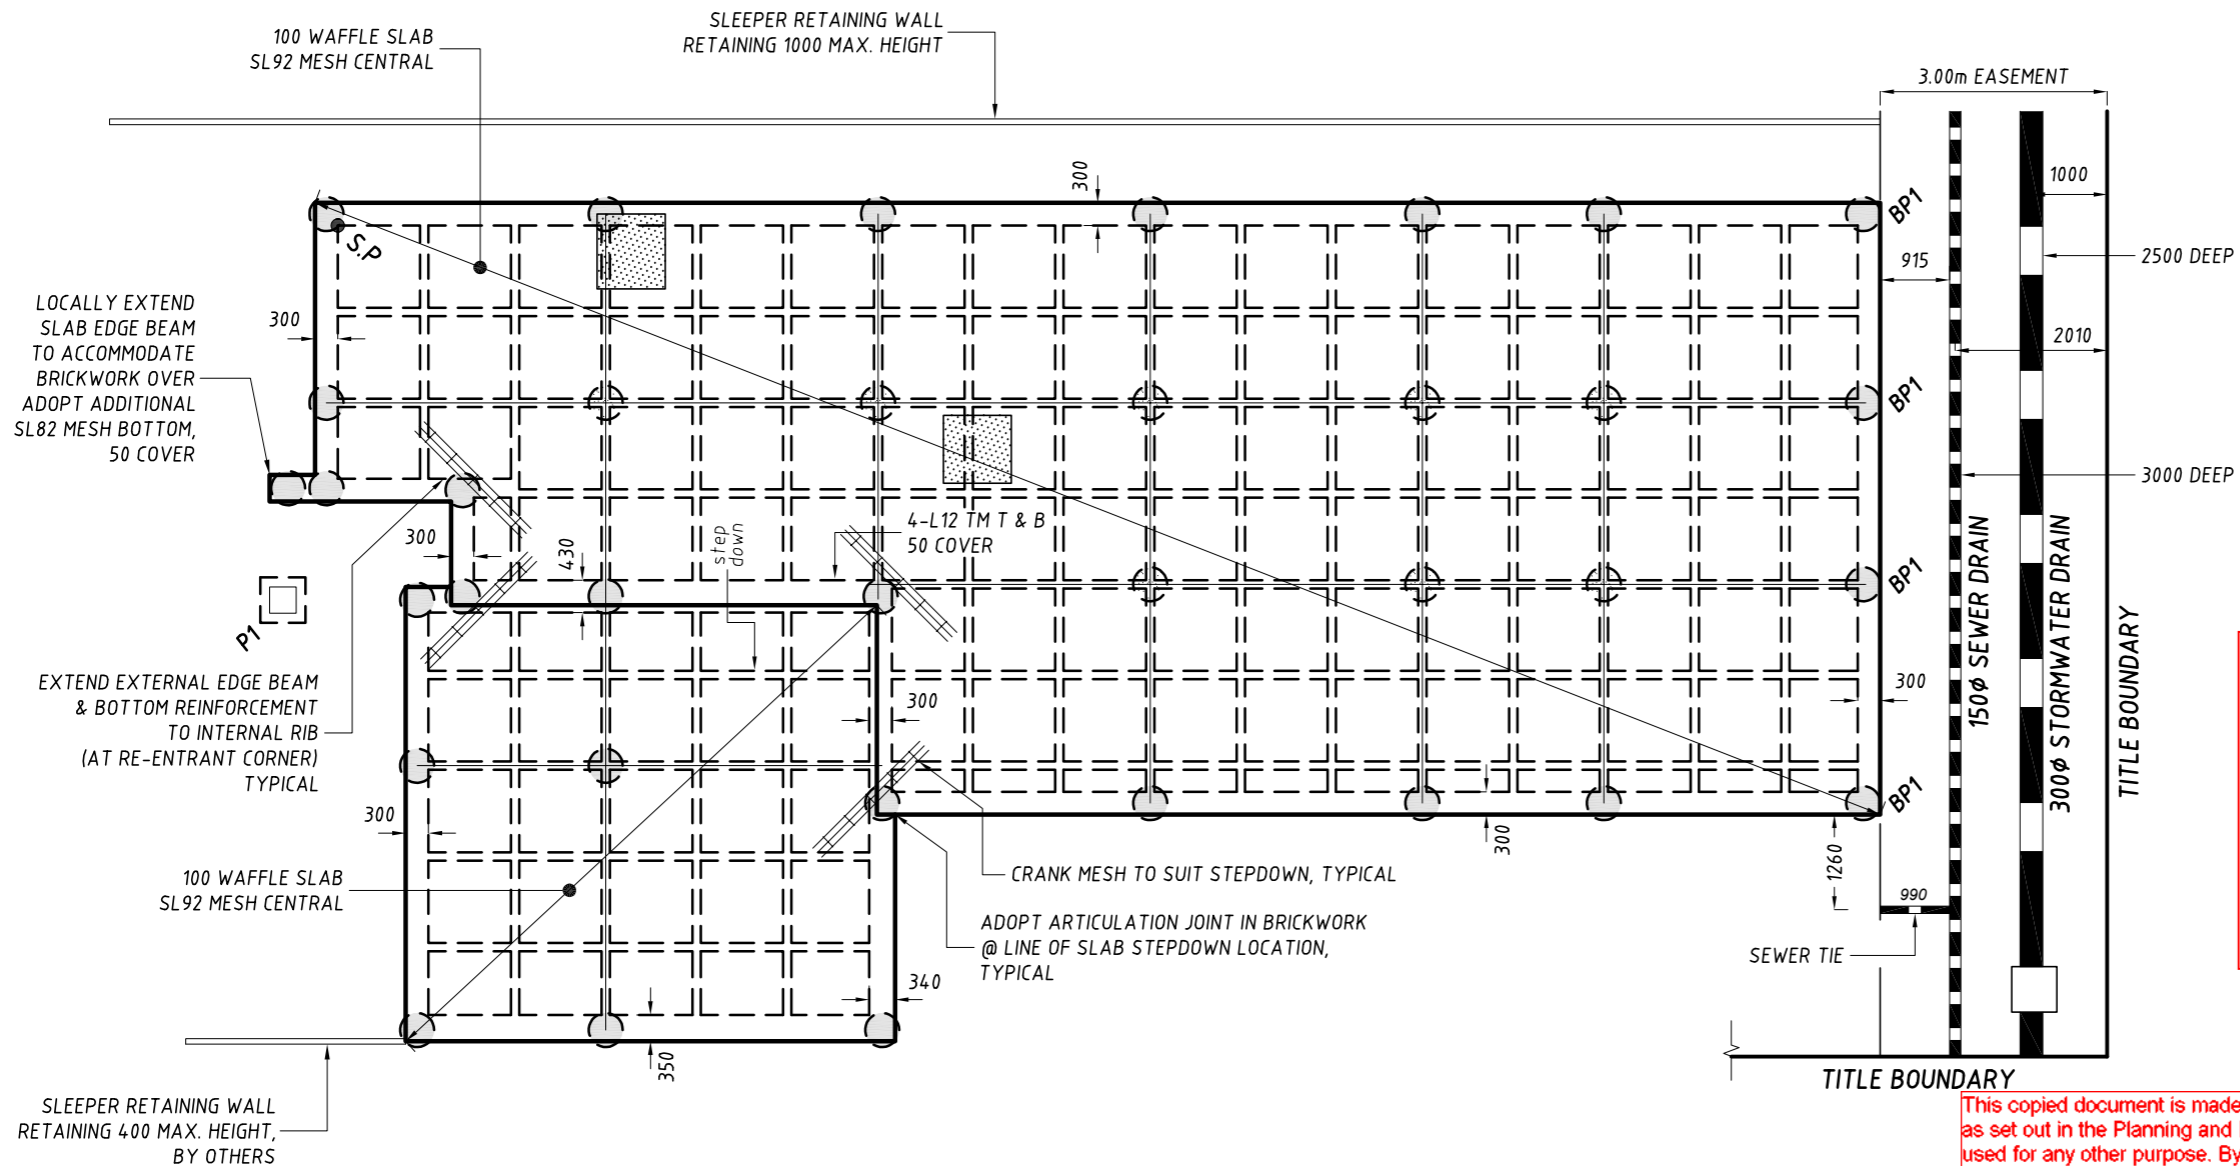 SLEEPER RETAINING WALL
RETAINING 1000 MAX. HEIGHT
100 WAFFLE SLAB
SL92 MESH CENTRAL
3.00m EASEMENT
300
1000
BP1
S.P
915
2500 DEEP
LOCALLY EXTEND
SLAB EDGE BEAM
TO ACCOMMODATE
BRICKWORK OVER
ADOPT ADDITIONAL
SL82 MESH BOTTOM,
50 COVER
300
2010
BP1
3000 DEEP
4-L12 TM T & B
50 COVER
step
down
300
430
BP1
150ϕ SEWER DRAIN
300ϕ STORMWATER DRAIN
TITLE BOUNDARY
P1
EXTEND EXTERNAL EDGE BEAM
& BOTTOM REINFORCEMENT
TO INTERNAL RIB
(AT RE-ENTRANT CORNER)
TYPICAL
300
300
BP1
300
300
1260
100 WAFFLE SLAB
SL92 MESH CENTRAL
CRANK MESH TO SUIT STEPDOWN, TYPICAL
990
ADOPT ARTICULATION JOINT IN BRICKWORK
@ LINE OF SLAB STEPDOWN LOCATION,
TYPICAL
SEWER TIE
340
350
TITLE BOUNDARY
SLEEPER RETAINING WALL
RETAINING 400 MAX. HEIGHT,
BY OTHERS
This copied document is made
as set out in the Planning and
used for any other purpose. By